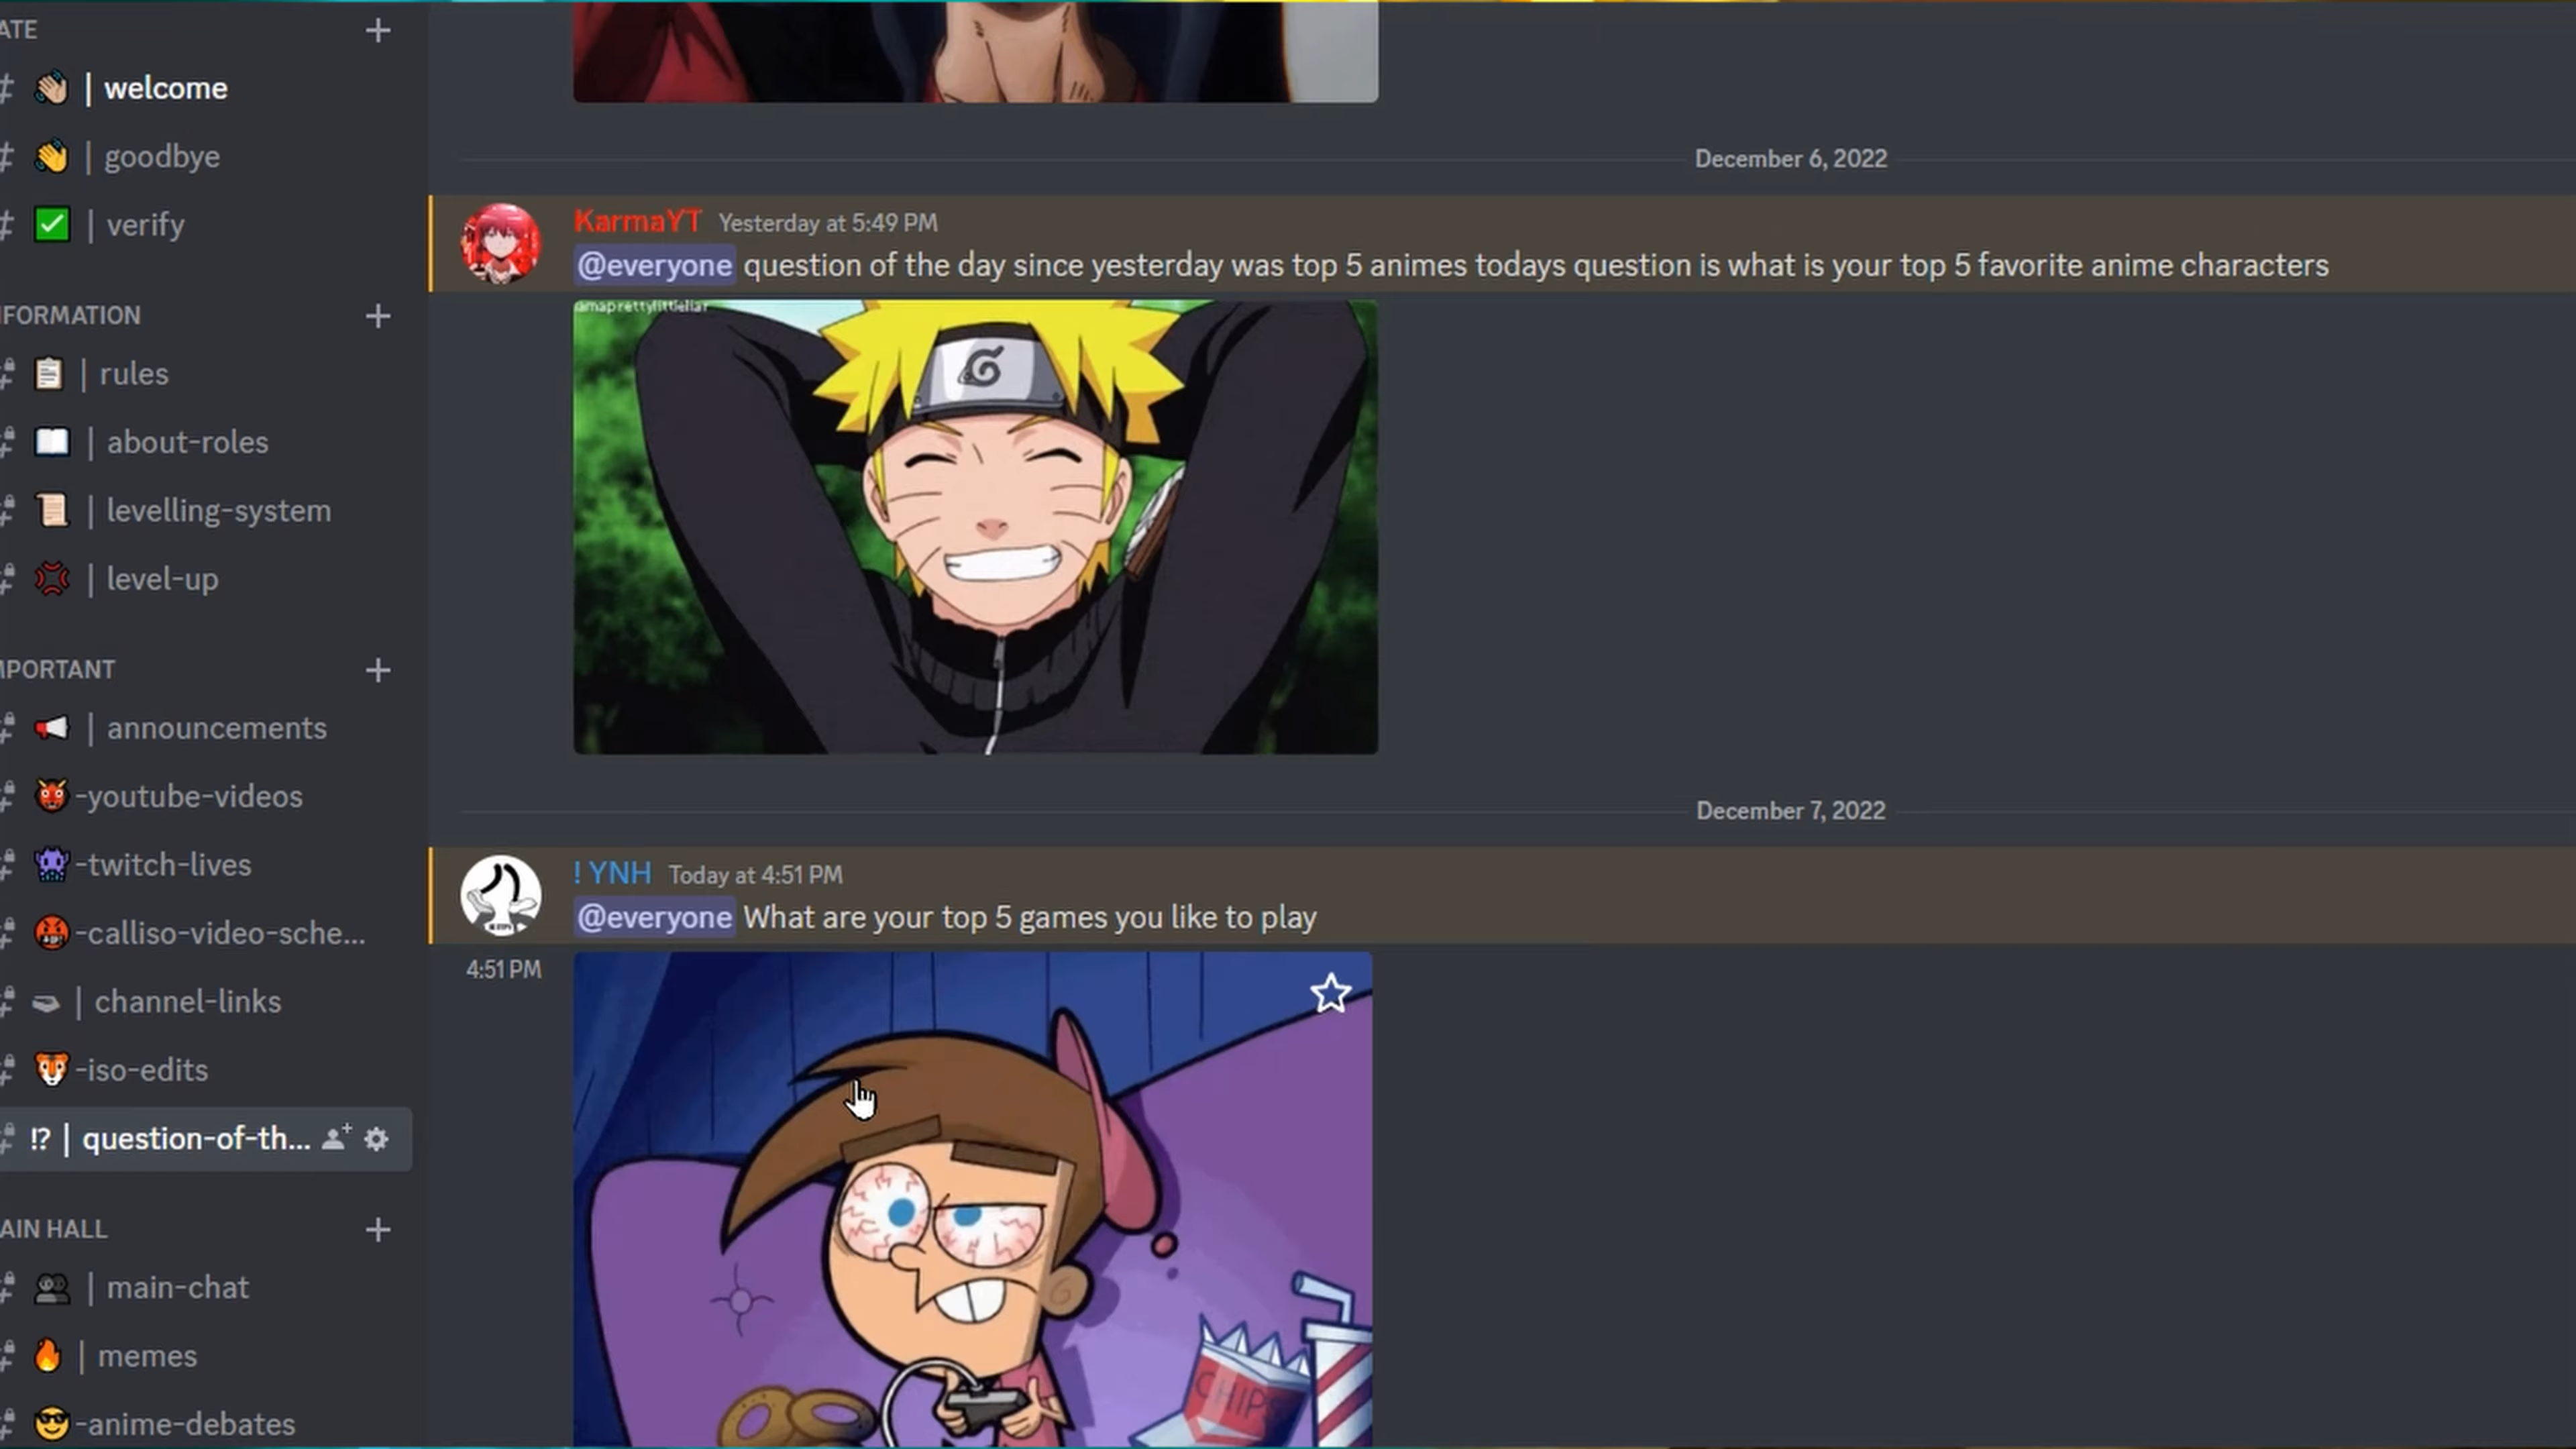 ATE
welcome
goodbye
verify
NFORMATION
rules
about-roles
levelling-system
level-up
MPORTANT
announcements
-youtube-videos
-twitch-lives
-calliso-video-sche...
channel-links
-iso-edits
⁉ | question-of-th...
AIN HALL
main-chat
memes
-anime-debates
December 6, 2022
KarmaYT Yesterday at 5:49 PM
@everyone question of the day since yesterday was top 5 animes todays question is what is your top 5 favorite anime characters
amaprettylittleliar
December 7, 2022
! YNH Today at 4:51 PM
@everyone What are your top 5 games you like to play
4:51 PM
CHIPS